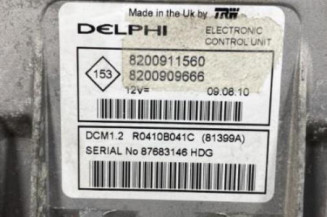 Made in the Uk by TRW
DELPHI ELECTRONIC
CONTROL UNIT
8200911560
153
8200909666
12V= 09.08.10
DCM1.2 R0410B041C (81399A)
SERIAL No 87683146 HDG